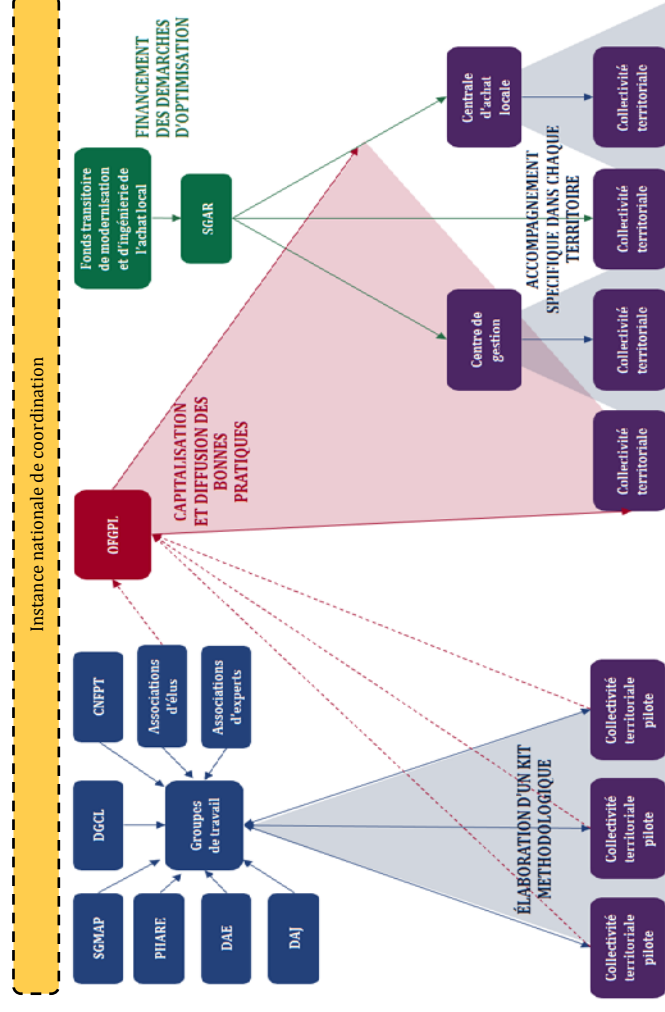 Instance nationale de coordination
SGMAP
DGCL
CNFPT
PHARE
Associations
d'élus
DAE
Associations
d'experts
DAJ
Groupes
de travail
ÉLABORATION D'UN KIT
METHODOLOGIQUE
Collectivité
territoriale
pilote
Collectivité
territoriale
pilote
Collectivité
territoriale
pilote
OFGPL
CAPITALISATION
ET DIFFUSION DES
BONNES
PRATIQUES
Fonds transitoire
de modernisation
et d'ingénierie de
l'achat local
FINANCEMENT
DES DEMARCHES
D'OPTIMISATION
SGAR
Centre de
gestion
Centrale
d'achat
locale
ACCOMPAGNEMENT
SPECIFIQUE DANS CHAQUE
TERRITOIRE
Collectivité
territoriale
Collectivité
territoriale
Collectivité
territoriale
Collectivité
territoriale